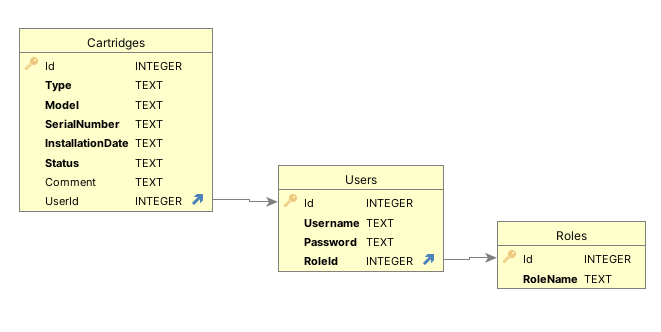 Cartridges
Id INTEGER
Type TEXT
Model TEXT
SerialNumber TEXT
InstallationDate TEXT
Status TEXT
Comment TEXT
UserId INTEGER
Users
Id INTEGER
Username TEXT
Password TEXT
RoleId INTEGER
Roles
Id INTEGER
RoleName TEXT